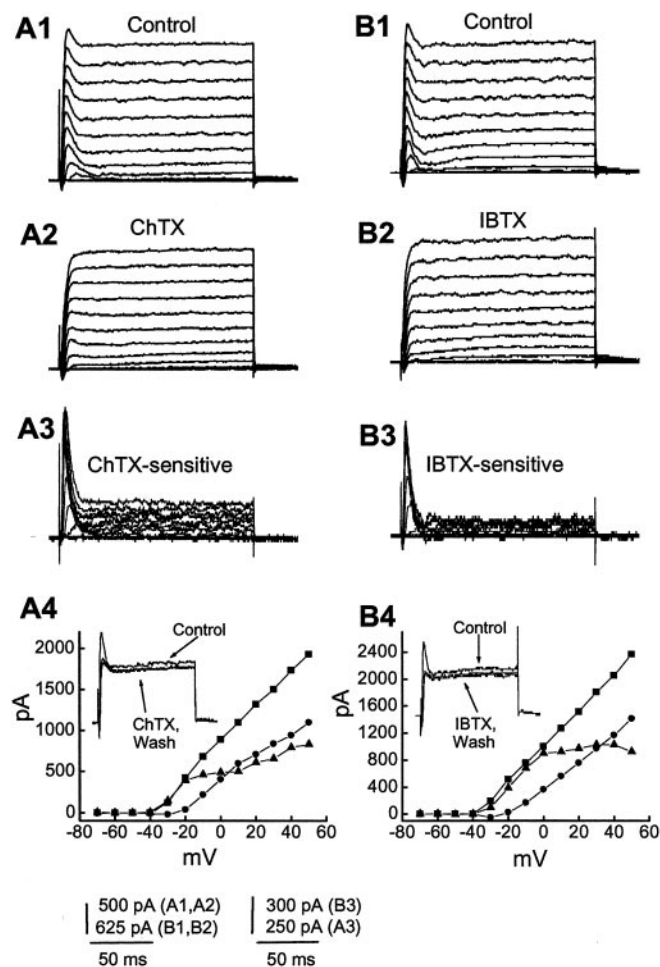 A1
Control
B1
Control
A2
ChTX
B2
IBTX
A3
ChTX-sensitive
B3
IBTX-sensitive
A4
Control
ChTX,
Wash
2000
1500
1000
500
0
pA
-80 -60 -40 -20 0 20 40 60
mV
B4
Control
IBTX,
Wash
2400
2000
1600
1200
800
400
0
pA
-80 -60 -40 -20 0 20 40 60
mV
500 pA (A1,A2)
625 pA (B1,B2)
50 ms
300 pA (B3)
250 pA (A3)
50 ms